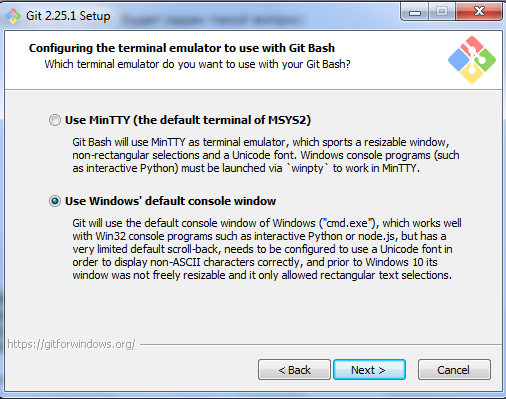 Git 2.25.1 Setup
Configuring the terminal emulator to use with Git Bash
Which terminal emulator do you want to use with your Git Bash?
Use MinTTY (the default terminal of MSYS2)
Git Bash will use MinTTY as terminal emulator, which sports a resizable window,
non-rectangular selections and a Unicode font. Windows console programs (such
as interactive Python) must be launched via `winpty` to work in MinTTY.
Use Windows' default console window
Git will use the default console window of Windows ("cmd.exe"), which works well
with Win32 console programs such as interactive Python or node.js, but has a
very limited default scroll-back, needs to be configured to use a Unicode font in
order to display non-ASCII characters correctly, and prior to Windows 10 its
window was not freely resizable and it only allowed rectangular text selections.
https://gitforwindows.org/
< Back
Next >
Cancel